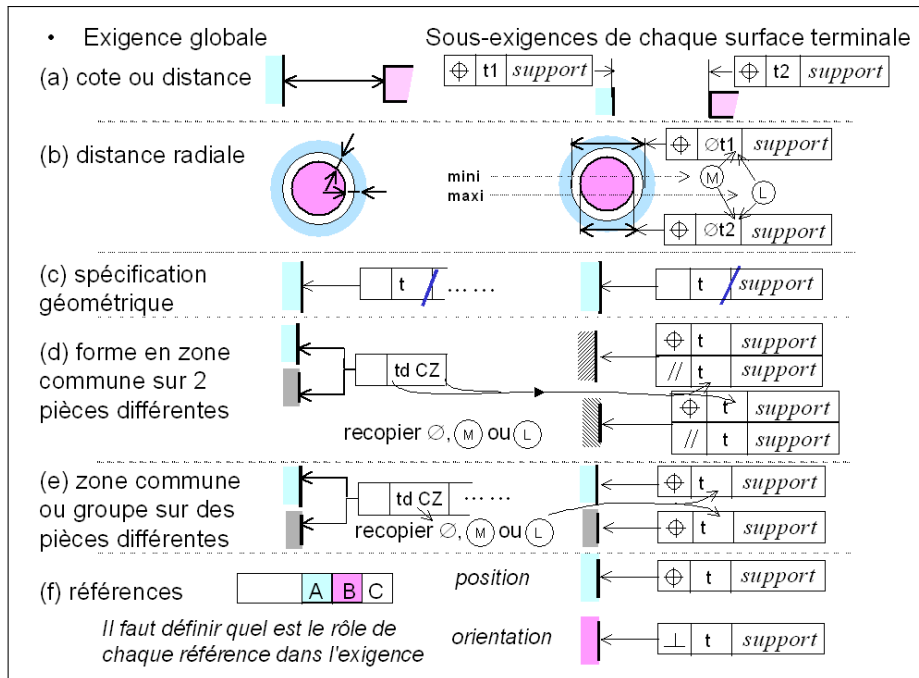 • Exigence globale
Sous-exigences de chaque surface terminale
(a) cote ou distance
⌖ t1 support
⌖ t2 support
(b) distance radiale
⌖ ∅t1 support
mini
maxi
M
L
⌖ ∅t2 support
(c) spécification
géométrique
t / ... ...
t / support
(d) forme en zone
commune sur 2
pièces différentes
td CZ
recopier ∅, Ⓜ ou Ⓛ
⌖ t support
// t support
⌖ t support
// t support
(e) zone commune
ou groupe sur des
pièces différentes
td CZ ... ...
recopier ∅, Ⓜ ou Ⓛ
⌖ t support
⌖ t support
(f) références
A B C
Il faut définir quel est le rôle de
chaque référence dans l'exigence
position
⌖ t support
orientation
⊥ t support